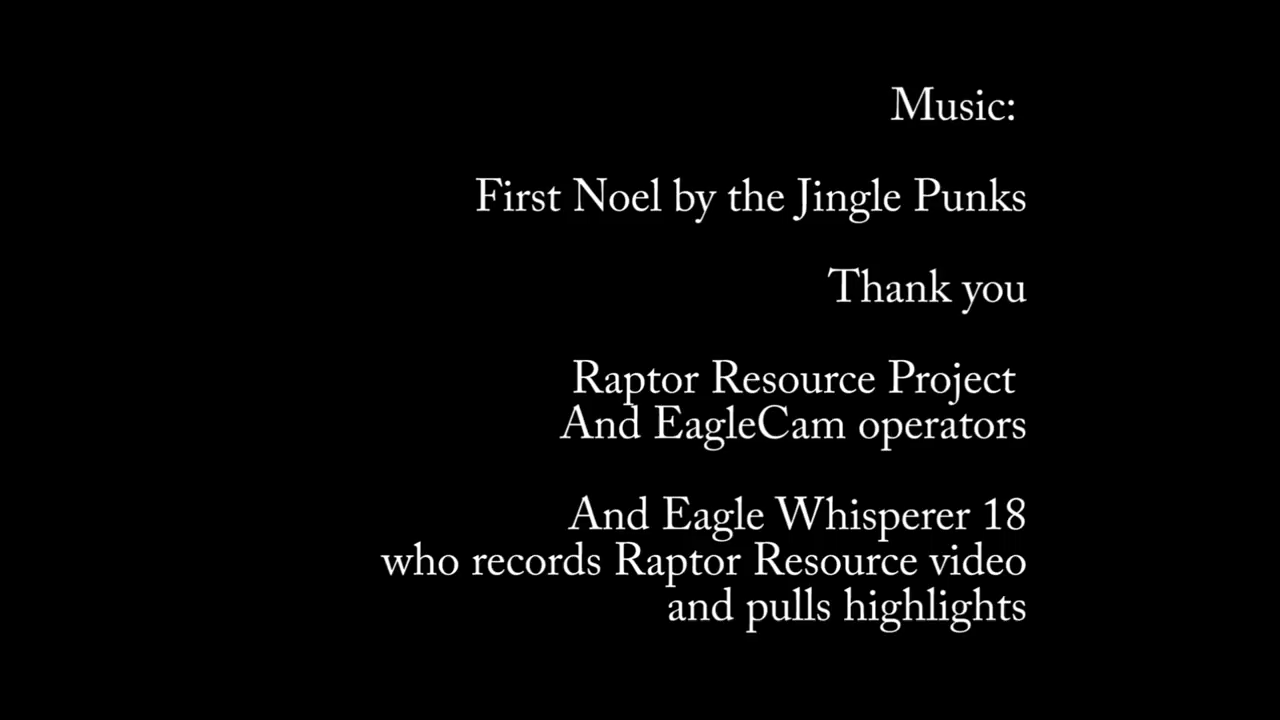 Music:
First Noel by the Jingle Punks
Thank you
Raptor Resource Project
And EagleCam operators
And Eagle Whisperer 18
who records Raptor Resource video
and pulls highlights